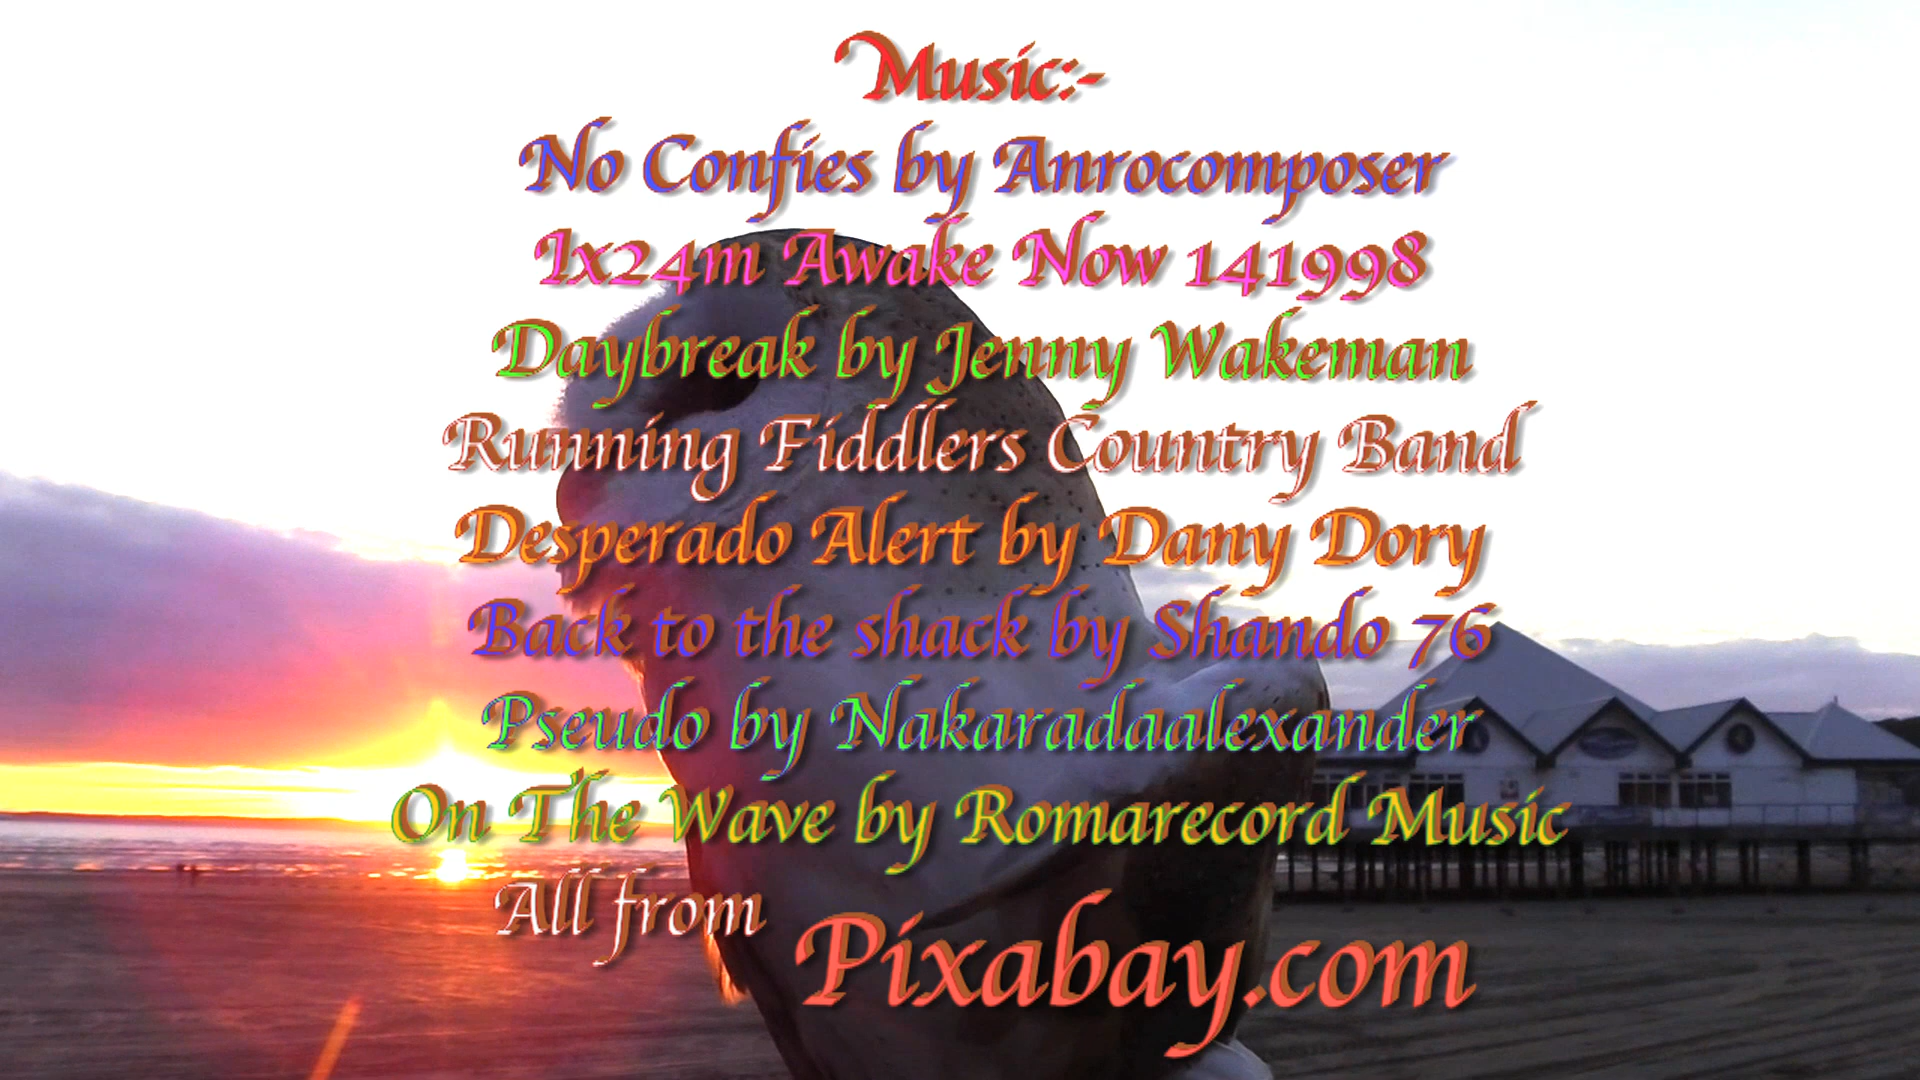 Music:-
No Confies by Anrocomposer
Ix24m Awake Now 141998
Daybreak by Jenny Wakeman
Running Fiddlers Country Band
Desperado Alert by Dany Dory
Back to the shack by Shando 76
Pseudo by Nakaradaalexander
On The Wave by Romarecord Music
All from
Pixabay.com